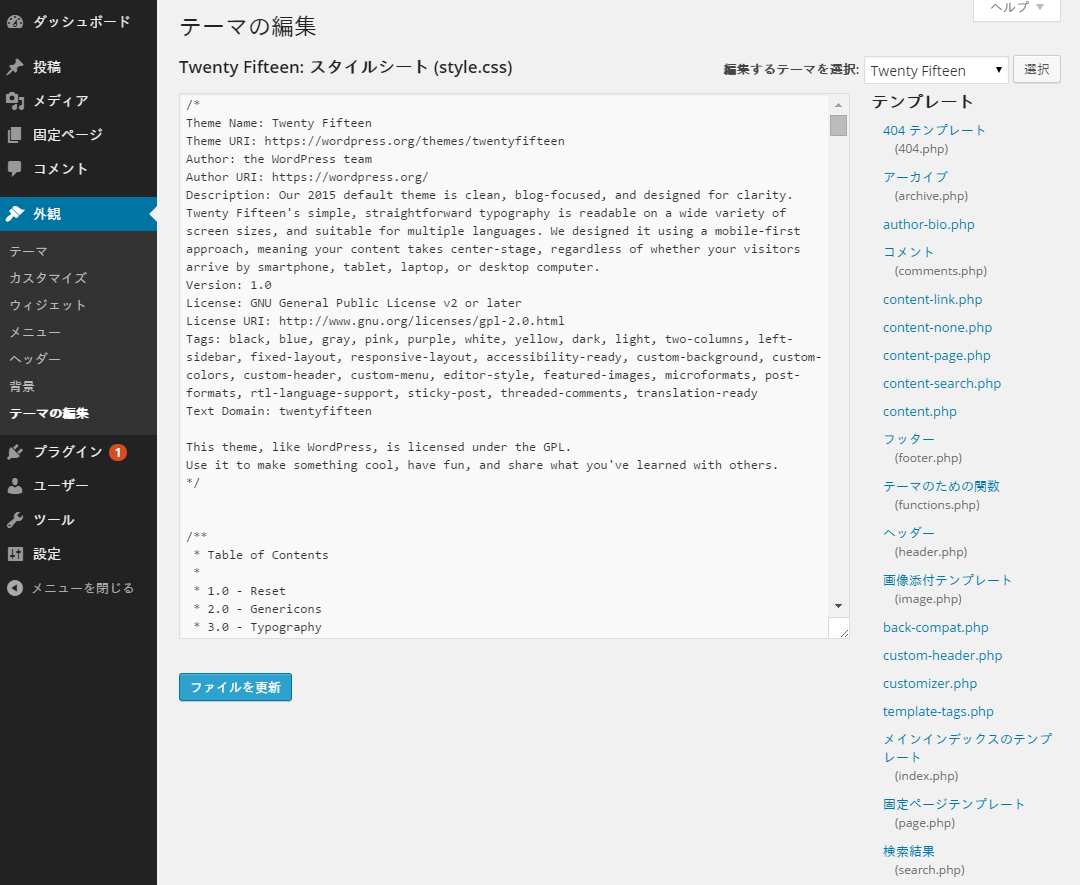 ダッシュボード
投稿
メディア
固定ページ
コメント
外観
テーマ
カスタマイズ
ウィジェット
メニュー
ヘッダー
背景
テーマの編集
プラグイン 1
ユーザー
ツール
設定
メニューを閉じる
ヘルプ ▼
テーマの編集
Twenty Fifteen: スタイルシート (style.css)
編集するテーマを選択: Twenty Fifteen ▼ 選択
/*
Theme Name: Twenty Fifteen
Theme URI: https://wordpress.org/themes/twentyfifteen
Author: the WordPress team
Author URI: https://wordpress.org/
Description: Our 2015 default theme is clean, blog-focused, and designed for clarity.
Twenty Fifteen's simple, straightforward typography is readable on a wide variety of
screen sizes, and suitable for multiple languages. We designed it using a mobile-first
approach, meaning your content takes center-stage, regardless of whether your visitors
arrive by smartphone, tablet, laptop, or desktop computer.
Version: 1.0
License: GNU General Public License v2 or later
License URI: http://www.gnu.org/licenses/gpl-2.0.html
Tags: black, blue, gray, pink, purple, white, yellow, dark, light, two-columns, left-
sidebar, fixed-layout, responsive-layout, accessibility-ready, custom-background, custom-
colors, custom-header, custom-menu, editor-style, featured-images, microformats, post-
formats, rtl-language-support, sticky-post, threaded-comments, translation-ready
Text Domain: twentyfifteen
This theme, like WordPress, is licensed under the GPL.
Use it to make something cool, have fun, and share what you've learned with others.
*/
/**
* Table of Contents
*
* 1.0 - Reset
* 2.0 - Genericons
* 3.0 - Typography
ファイルを更新
テンプレート
404 テンプレート
(404.php)
アーカイブ
(archive.php)
author-bio.php
コメント
(comments.php)
content-link.php
content-none.php
content-page.php
content-search.php
content.php
フッター
(footer.php)
テーマのための関数
(functions.php)
ヘッダー
(header.php)
画像添付テンプレート
(image.php)
back-compat.php
custom-header.php
customizer.php
template-tags.php
メインインデックスのテンプ
レート
(index.php)
固定ページテンプレート
(page.php)
検索結果
(search.php)